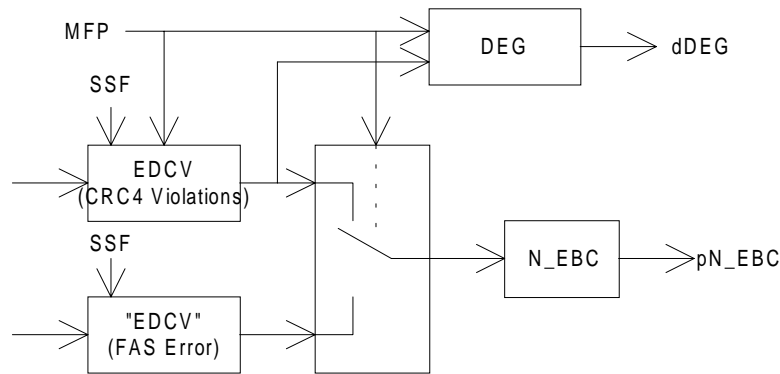 MFP
DEG
dDEG
SSF
EDCV
(CRC4 Violations)
SSF
N_EBC
pN_EBC
"EDCV"
(FAS Error)